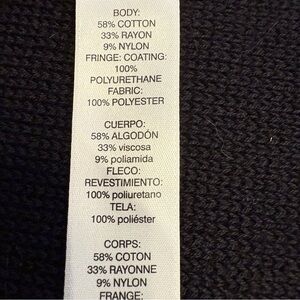 BODY:
58% COTTON
33% RAYON
9% NYLON
FRINGE: COATING:
100%
POLYURETHANE
FABRIC:
100% POLYESTER
CUERPO:
58% ALGODÓN
33% viscosa
9% poliamida
FLECO:
REVESTIMIENTO:
100% poliuretano
TELA:
100% poliéster
CORPS:
58% COTON
33% RAYONNE
9% NYLON
FRANGE: